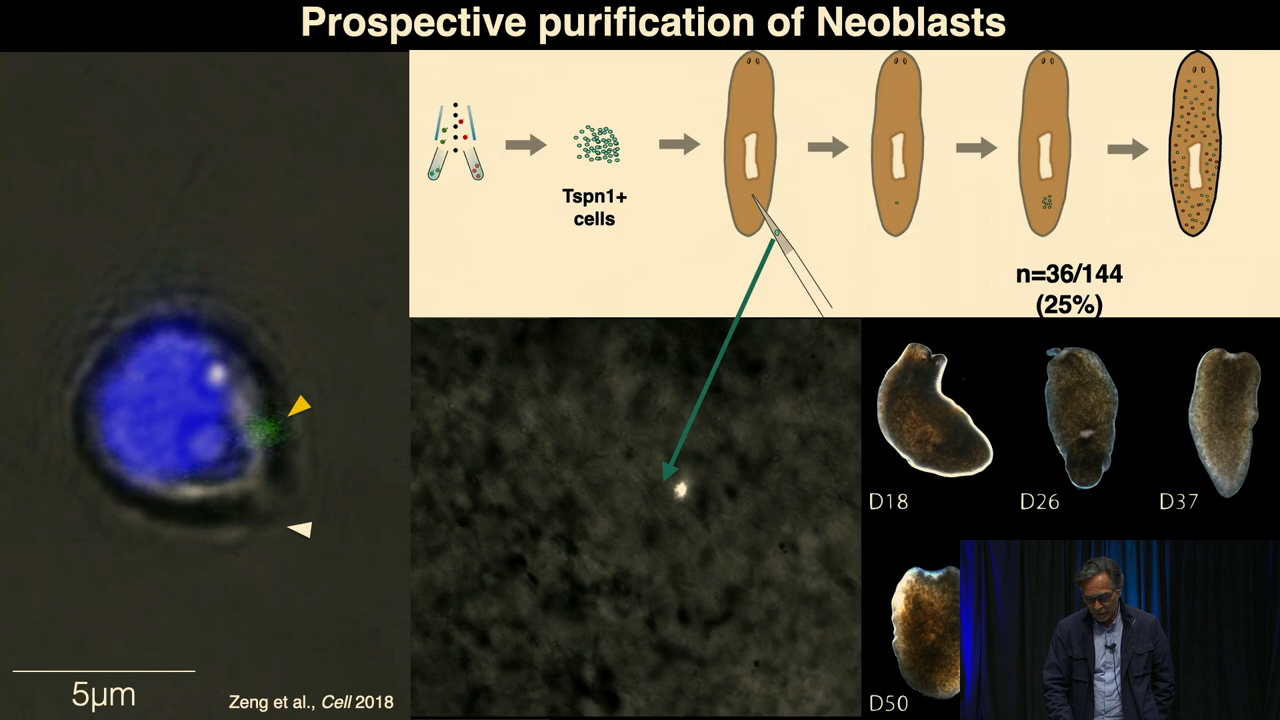 Prospective purification of Neoblasts
Tspn1+
cells
n=36/144
(25%)
D18
D26
D37
D50
5µm
Zeng et al., Cell 2018